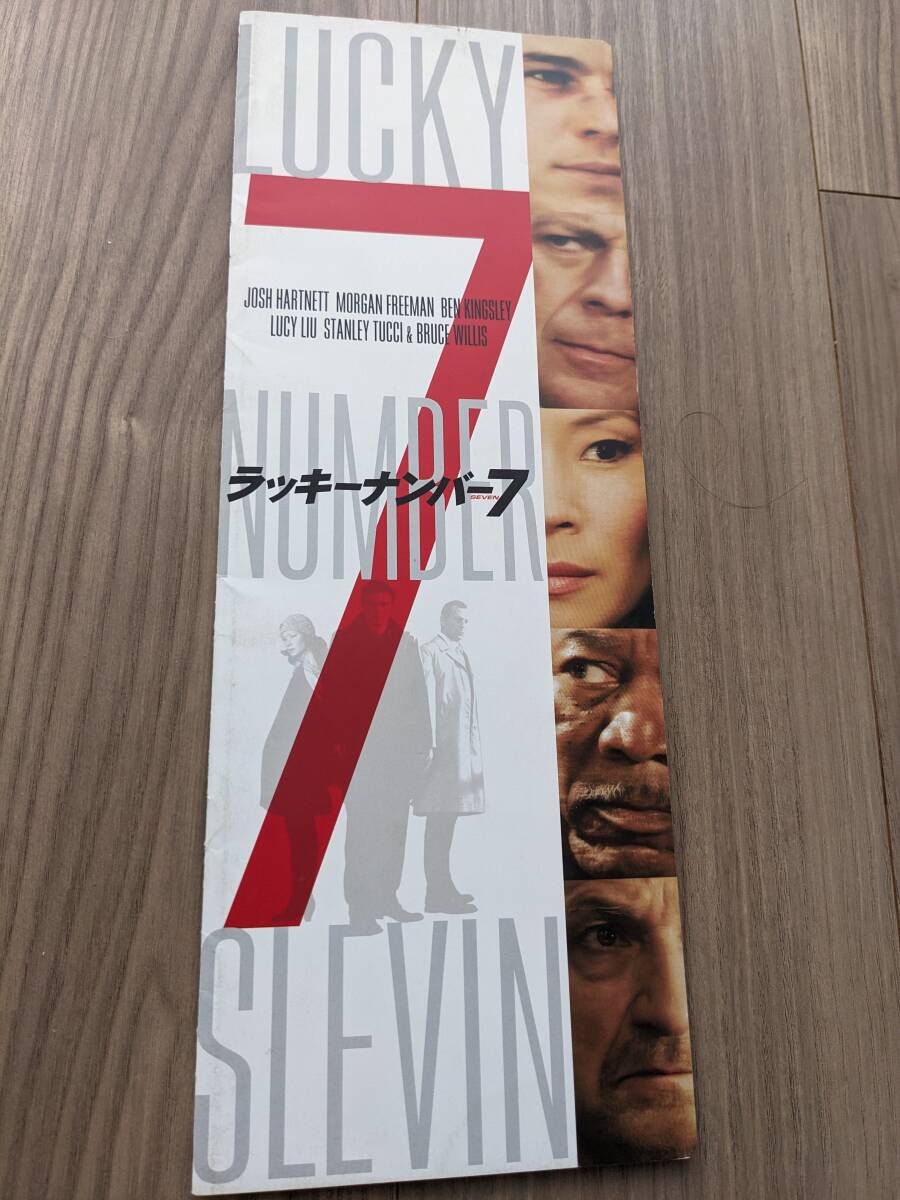 LUCKY
7
JOSH HARTNETT MORGAN FREEMAN BEN KINGSLEY
LUCY LIU STANLEY TUCCI & BRUCE WILLIS
NUMBER
ラッキーナンバー7
SEVEN
SLEVIN